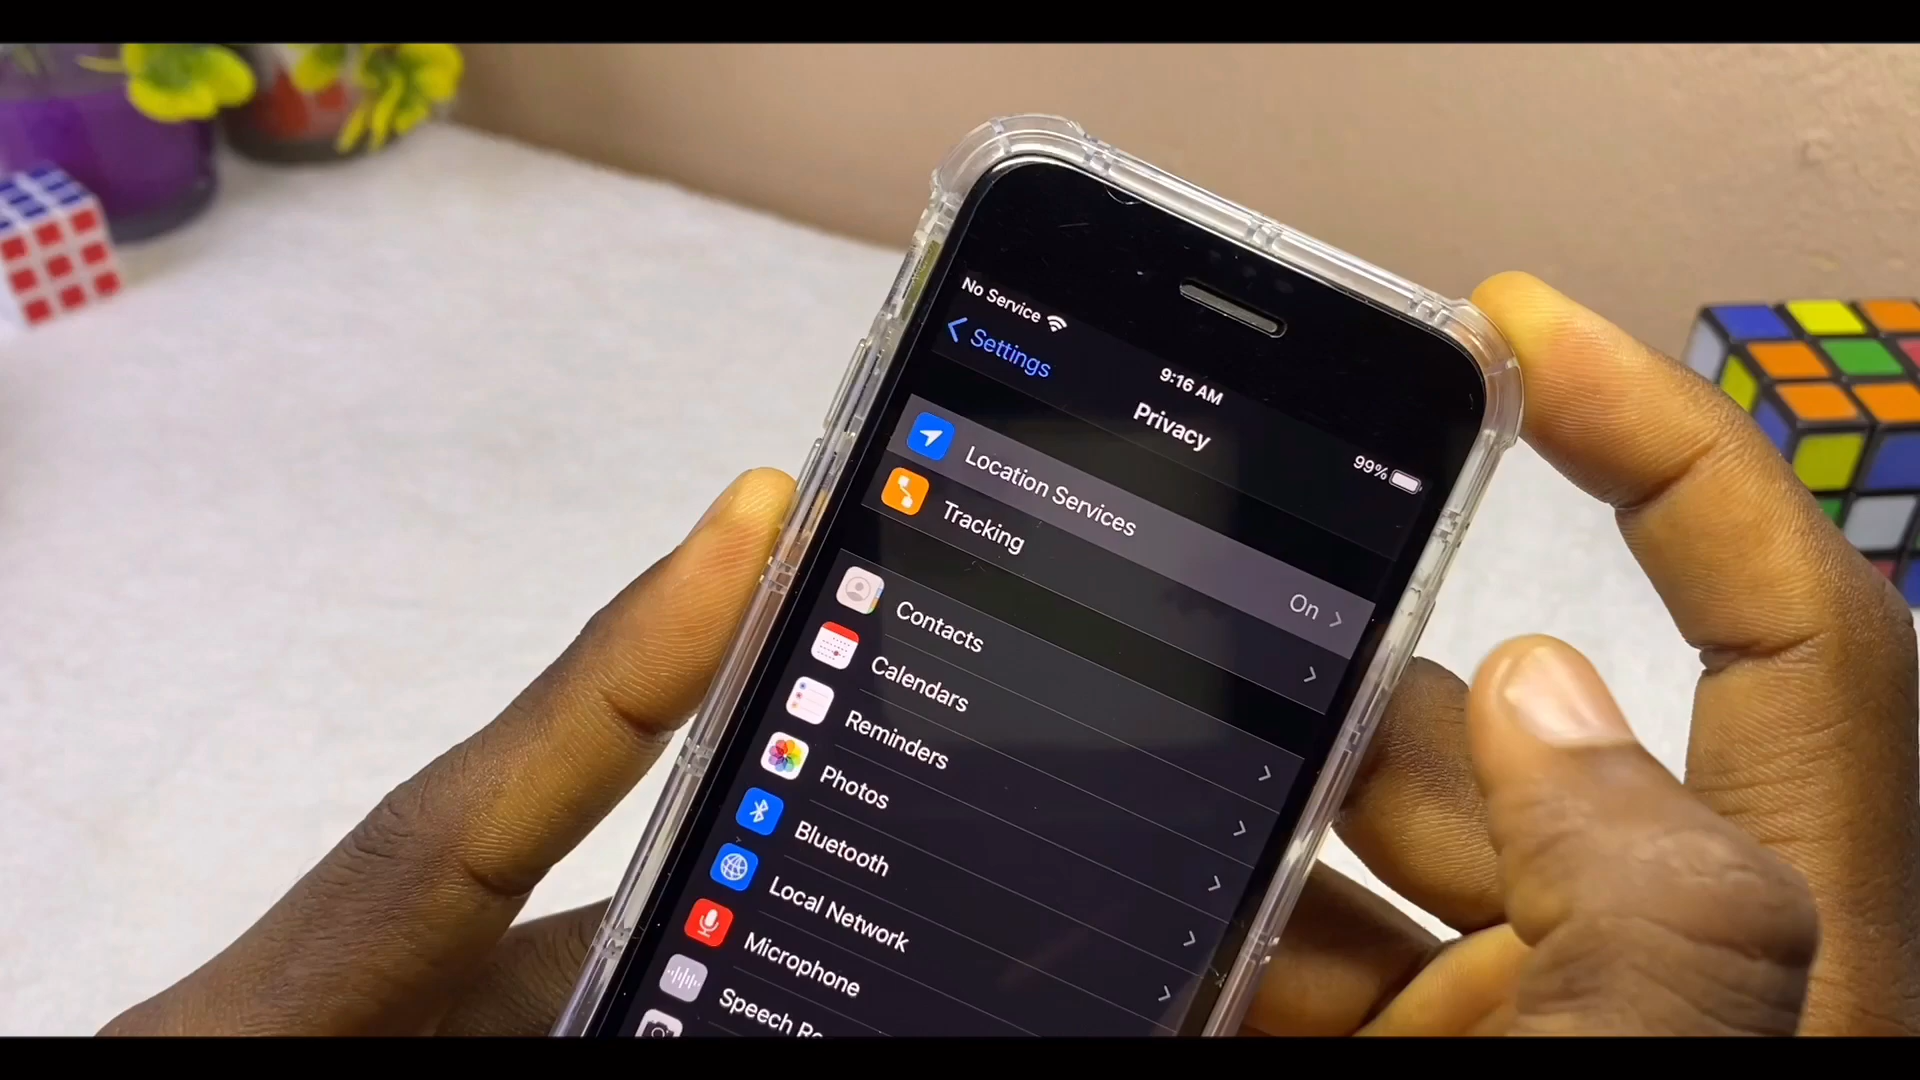 No Service
9:16 AM
99%
Settings
Privacy
Location Services
On
Tracking
Contacts
Calendars
Reminders
Photos
Bluetooth
Local Network
Microphone
Speech